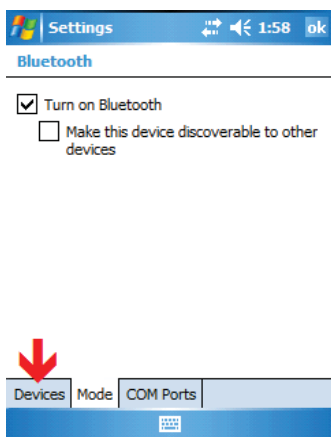 Settings 1:58 ok
Bluetooth
Turn on Bluetooth
Make this device discoverable to other
devices
Devices Mode COM Ports